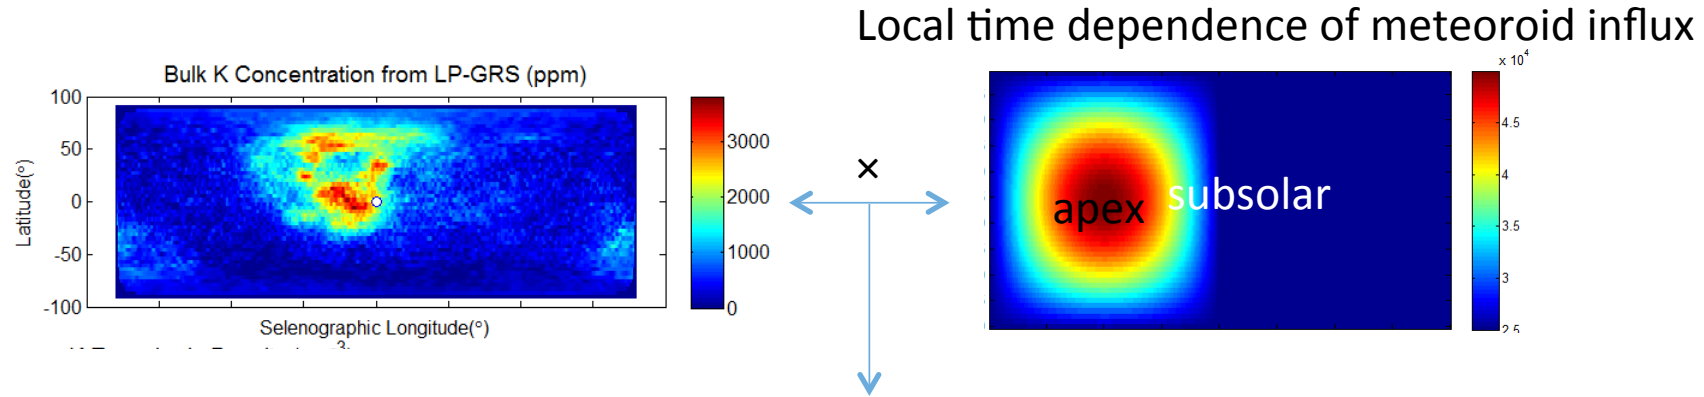 Local time dependence of meteoroid influx
Bulk K Concentration from LP-GRS (ppm)
100
50
0
-50
-100
Latitude(°)
Selenographic Longitude(°)
3000
2000
1000
0
×
x 10⁴
4.5
4
3.5
3
2.5
apex
subsolar